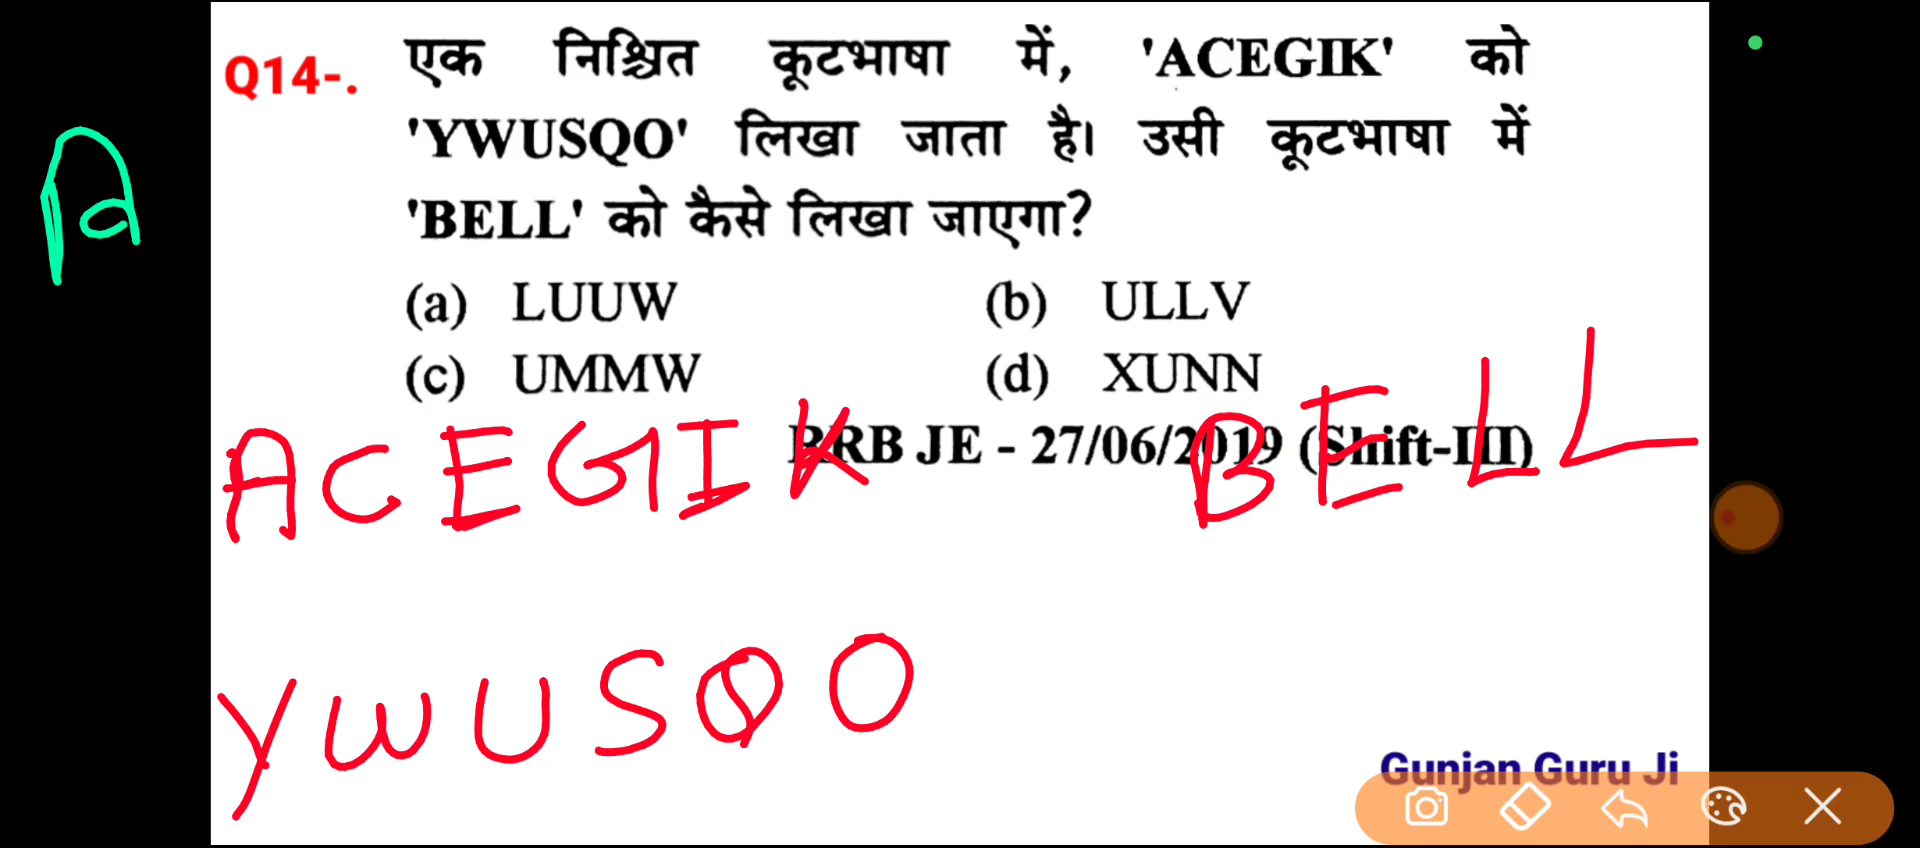 Q14-. एक निश्चित कूटभाषा में, 'ACEGIK' को
'YWUSQO' लिखा जाता है। उसी कूटभाषा में
'BELL' को कैसे लिखा जाएगा?
(a) LUUW (b) ULLV
(c) UMMW (d) XUNN
RRB JE - 27/06/2019 (Shift-III)
ACEGIK BELL
YWUSQO
Gunjan Guru Ji